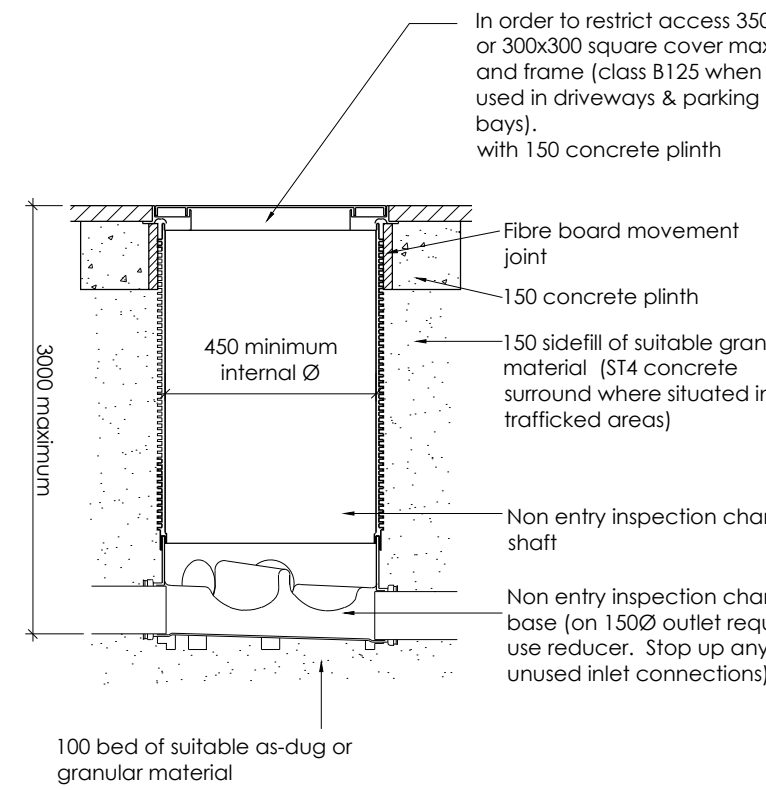 In order to restrict access 350
or 300x300 square cover max
and frame (class B125 when
used in driveways & parking
bays).
with 150 concrete plinth
Fibre board movement
joint
150 concrete plinth
150 sidefill of suitable gran
material (ST4 concrete
surround where situated in
trafficked areas)
450 minimum
internal Ø
3000 maximum
Non entry inspection cham
shaft
Non entry inspection cham
base (on 150Ø outlet requ
use reducer. Stop up any
unused inlet connections)
100 bed of suitable as-dug or
granular material